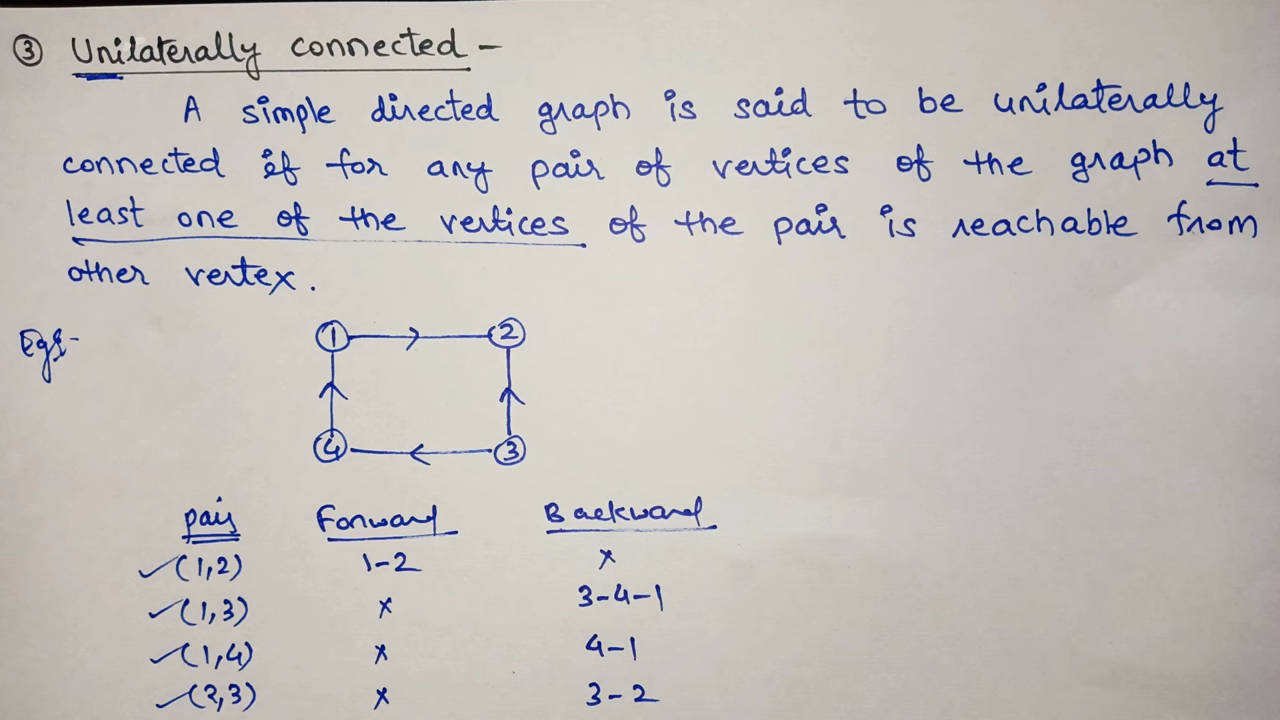 ③ Unilaterally connected -
A simple directed graph is said to be unilaterally
connected if for any pair of vertices of the graph at
least one of the vertices of the pair is reachable from
other vertex.
Eg:-
1 2
4 3
pair Forward Backward
✓(1,2) 1-2 ×
✓(1,3) × 3-4-1
✓(1,4) × 4-1
✓(2,3) × 3-2